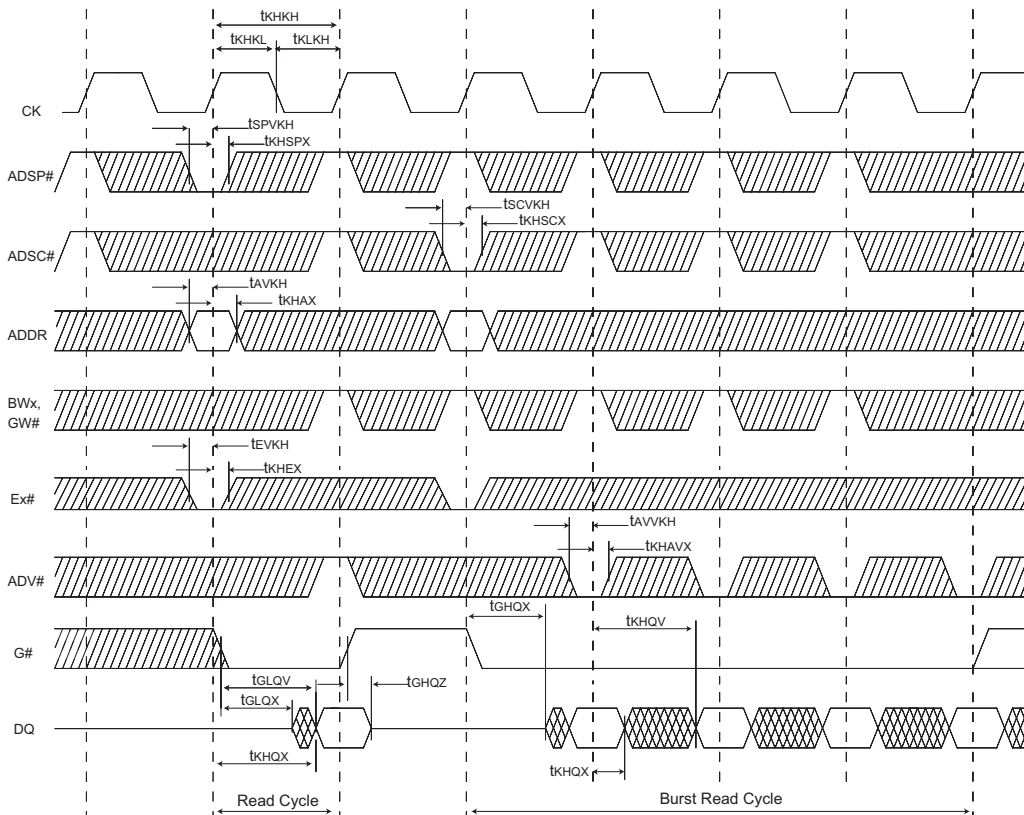 tKHKH
tKHKL
tKLKH
CK
tSPVKH
tKHSPX
ADSP#
tSCVKH
tKHSCX
ADSC#
tAVKH
tKHAX
ADDR
BWx,
GW#
tEVKH
tKHEX
Ex#
tAVVKH
tKHAVX
ADV#
tGHQX
tKHQV
G#
tGLQV
tGHQZ
tGLQX
DQ
tKHQX
tKHQX
Read Cycle
Burst Read Cycle